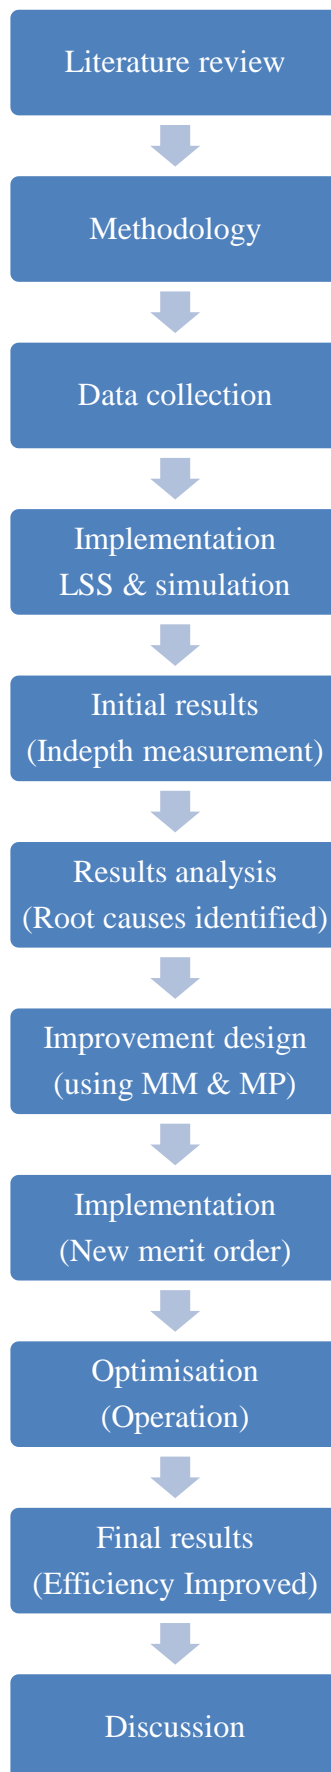 Literature review
Methodology
Data collection
Implementation
LSS & simulation
Initial results
(Indepth measurement)
Results analysis
(Root causes identified)
Improvement design
(using MM & MP)
Implementation
(New merit order)
Optimisation
(Operation)
Final results
(Efficiency Improved)
Discussion